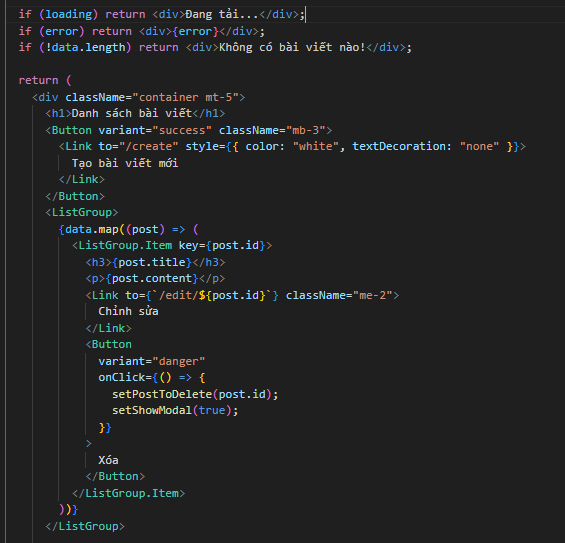 if (loading) return <div>Đang tải...</div>;
if (error) return <div>{error}</div>;
if (!data.length) return <div>Không có bài viết nào!</div>;
return (
<div className="container mt-5">
<h1>Danh sách bài viết</h1>
<Button variant="success" className="mb-3">
<Link to="/create" style={{ color: "white", textDecoration: "none" }}>
Tạo bài viết mới
</Link>
</Button>
<ListGroup>
{data.map((post) => (
<ListGroup.Item key={post.id}>
<h3>{post.title}</h3>
<p>{post.content}</p>
<Link to={`/edit/${post.id}`} className="me-2">
Chỉnh sửa
</Link>
<Button
variant="danger"
onClick={() => {
setPostToDelete(post.id);
setShowModal(true);
}}
>
Xóa
</Button>
</ListGroup.Item>
))}
</ListGroup>